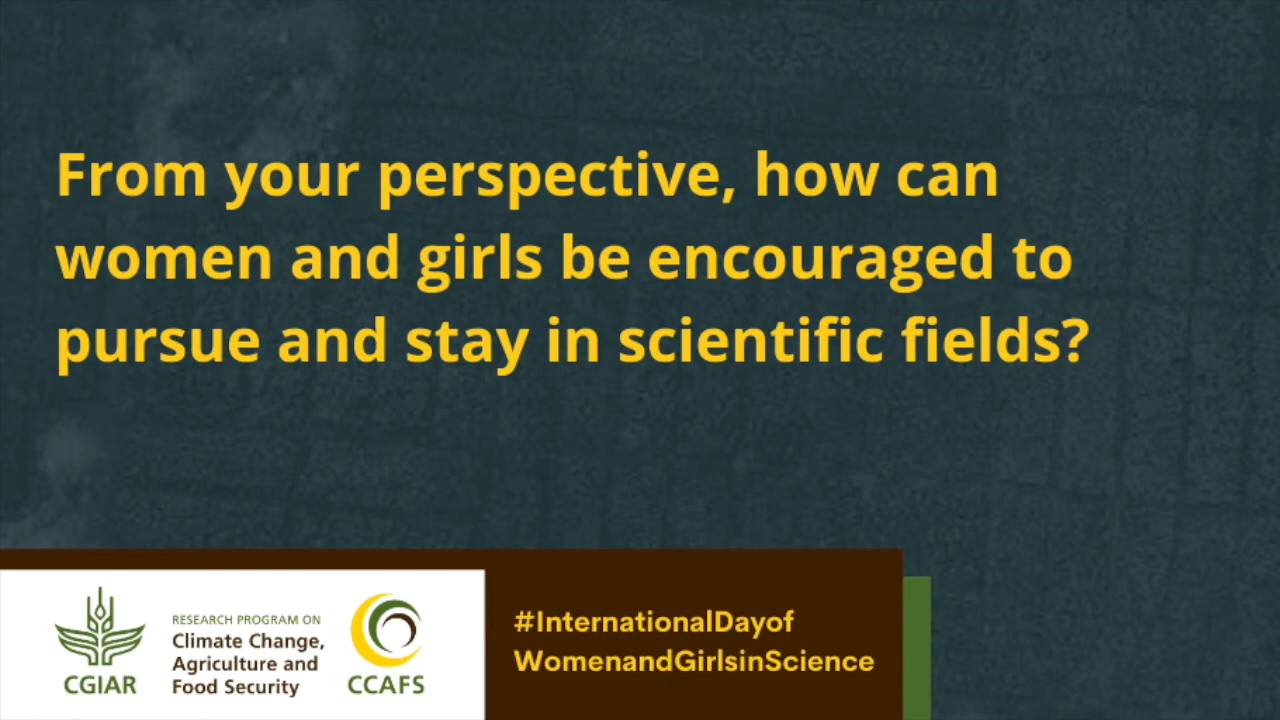 From your perspective, how can
women and girls be encouraged to
pursue and stay in scientific fields?
CGIAR
RESEARCH PROGRAM ON
Climate Change,
Agriculture and
Food Security
CCAFS
#InternationalDayof
WomenandGirlsinScience